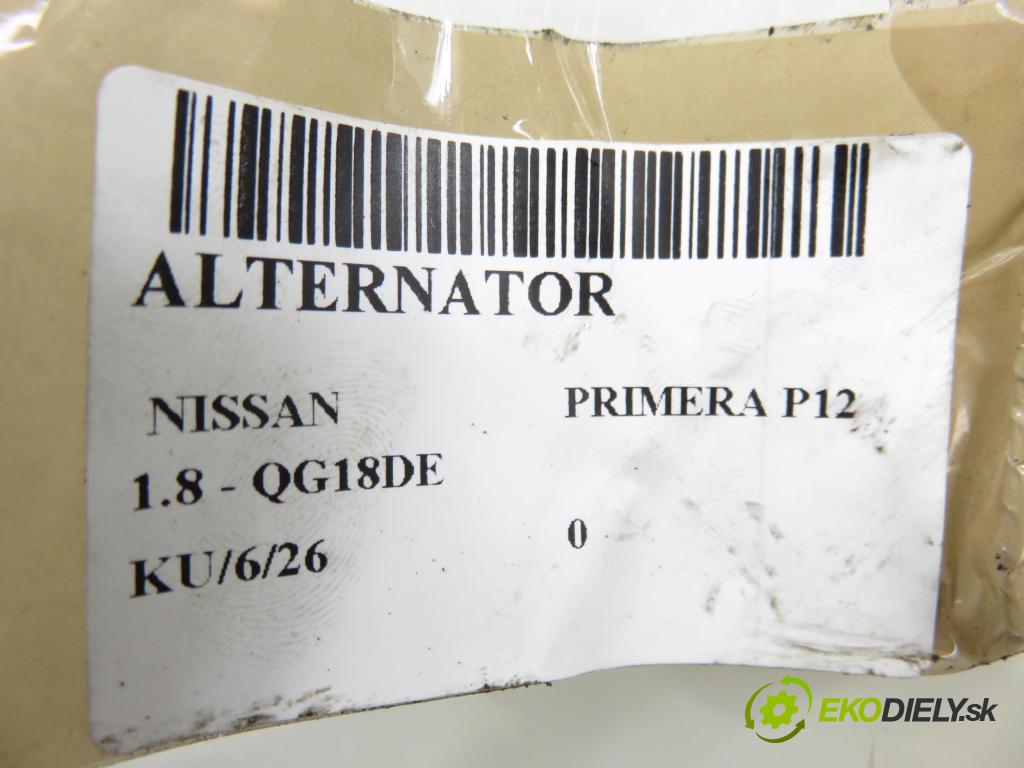 ALTERNATOR
NISSAN PRIMERA P12
1.8 - QG18DE
KU/6/26 0
EKODIELY.sk